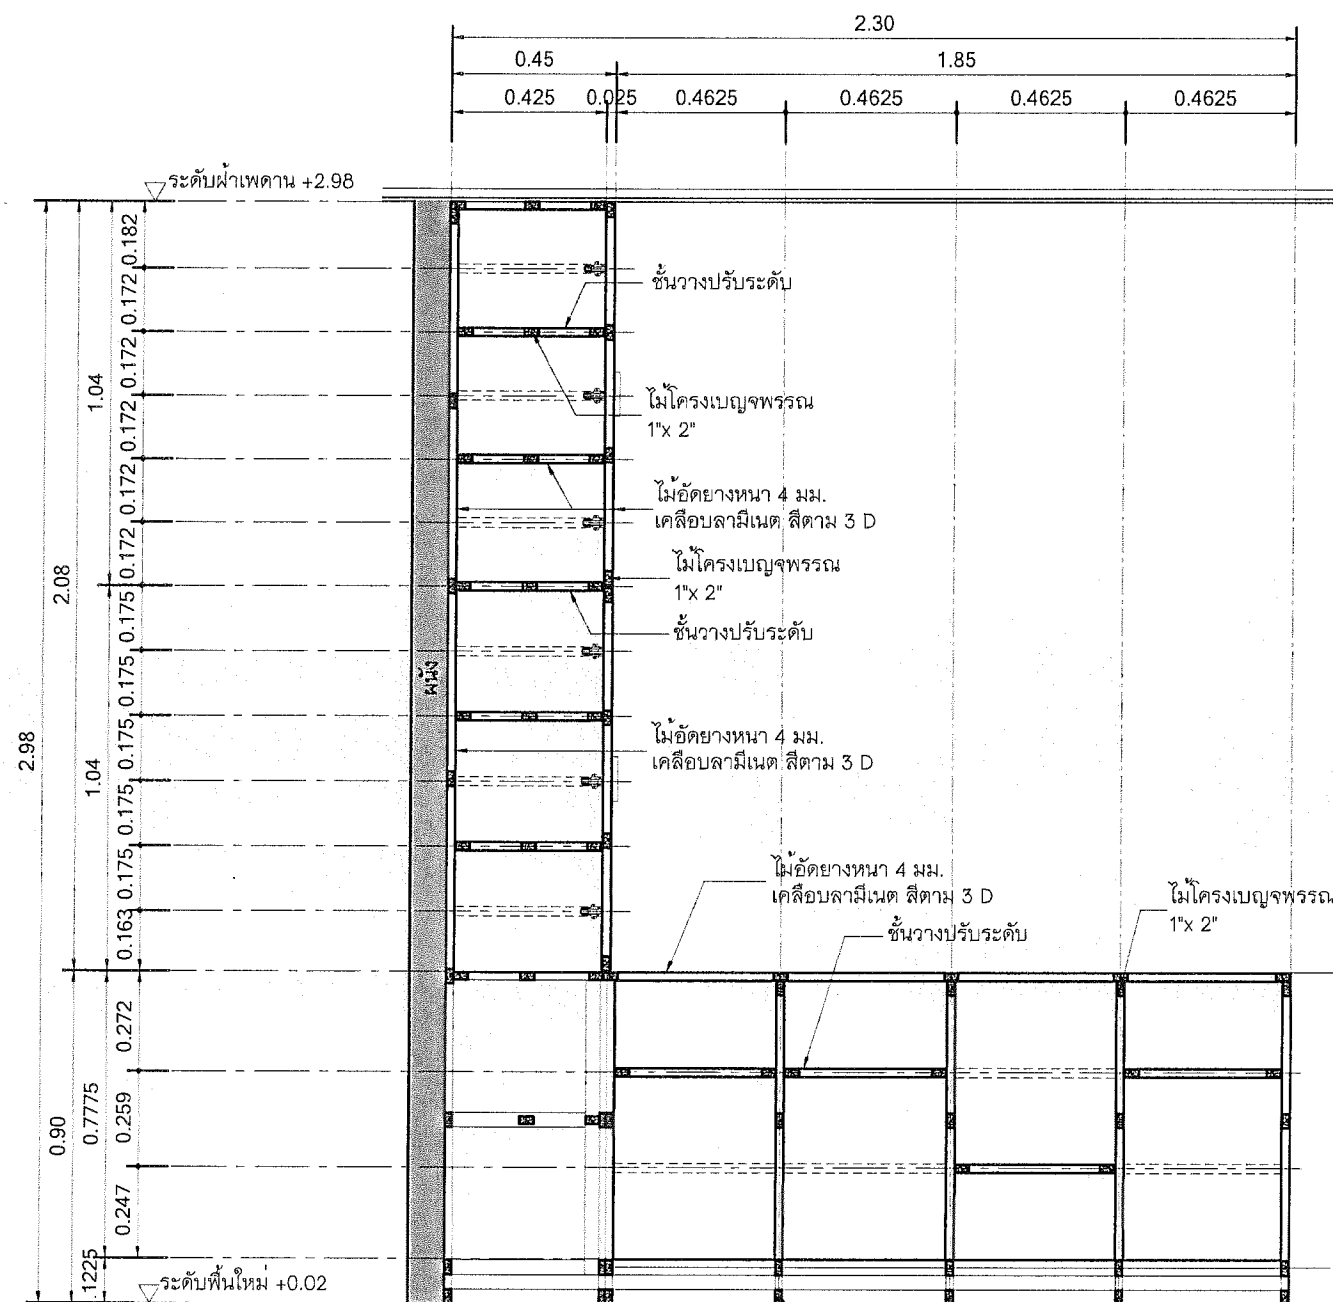 2.30
0.45
1.85
0.425
0.025
0.4625
0.4625
0.4625
0.4625
ระดับฝ้าเพดาน +2.98
0.182
0.172
0.172
0.172
0.172
0.172
0.175
0.175
0.175
0.175
0.175
0.163
1.04
1.04
2.08
2.98
ชั้นวางปรับระดับ
ไม้โครงเบญจพรรณ
1"x 2"
ไม้อัดยางหนา 4 มม.
เคลือบลามีเนต สีตาม 3 D
ไม้โครงเบญจพรรณ
1"x 2"
ชั้นวางปรับระดับ
ผนัง
ไม้อัดยางหนา 4 มม.
เคลือบลามีเนต สีตาม 3 D
ไม้อัดยางหนา 4 มม.
เคลือบลามีเนต สีตาม 3 D
ไม้โครงเบญจพรรณ
1"x 2"
ชั้นวางปรับระดับ
0.272
0.259
0.247
0.7775
.1225
0.90
ระดับพื้นใหม่ +0.02